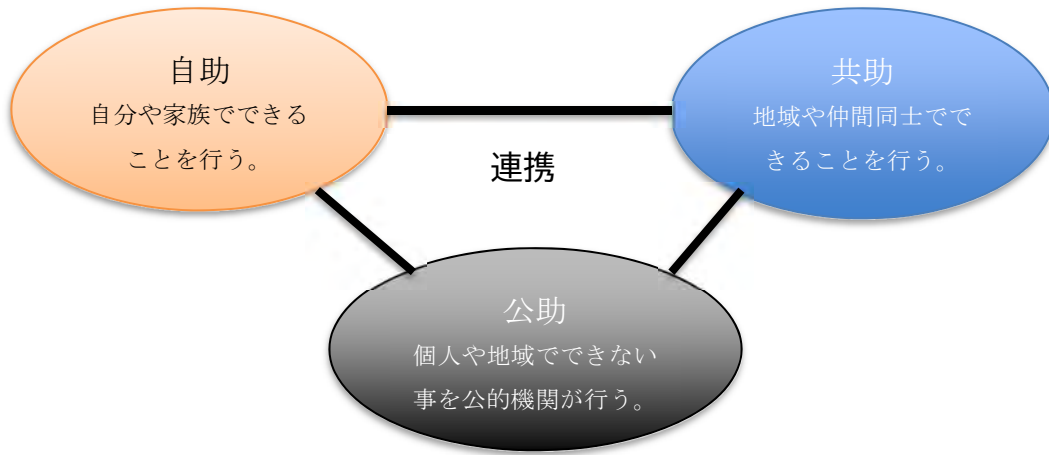 自助
自分や家族でできる
ことを行う。
共助
地域や仲間同士でで
きることを行う。
連携
公助
個人や地域でできない
事を公的機関が行う。